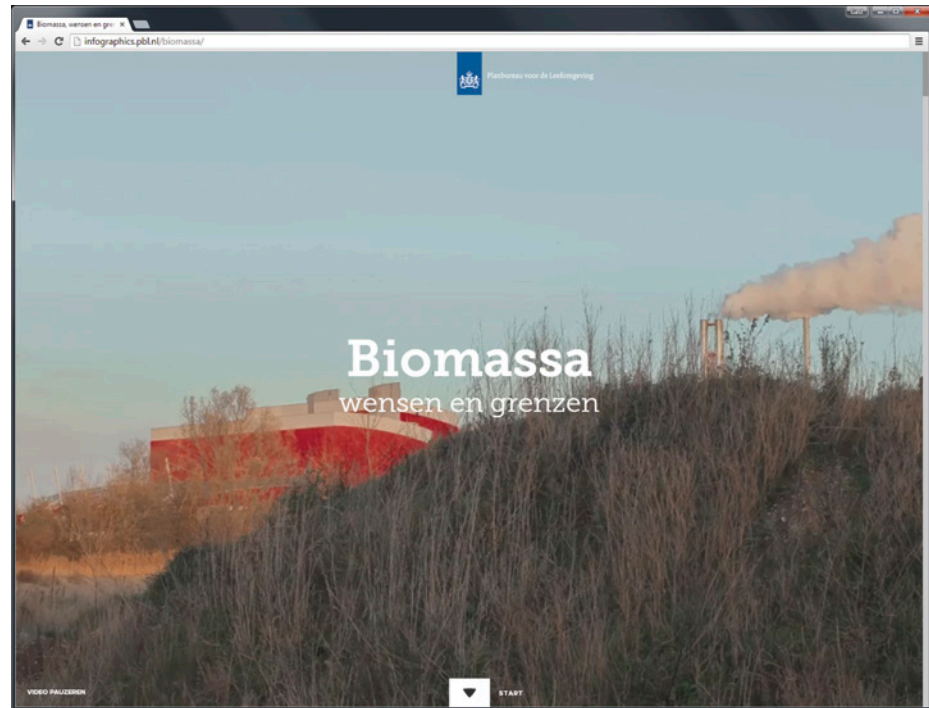 Biomassa, wensen en gre
infographics.pbl.nl/biomassa/
Planbureau voor de Leefomgeving
Biomassa
wensen en grenzen
VIDEO PAUZEREN
START